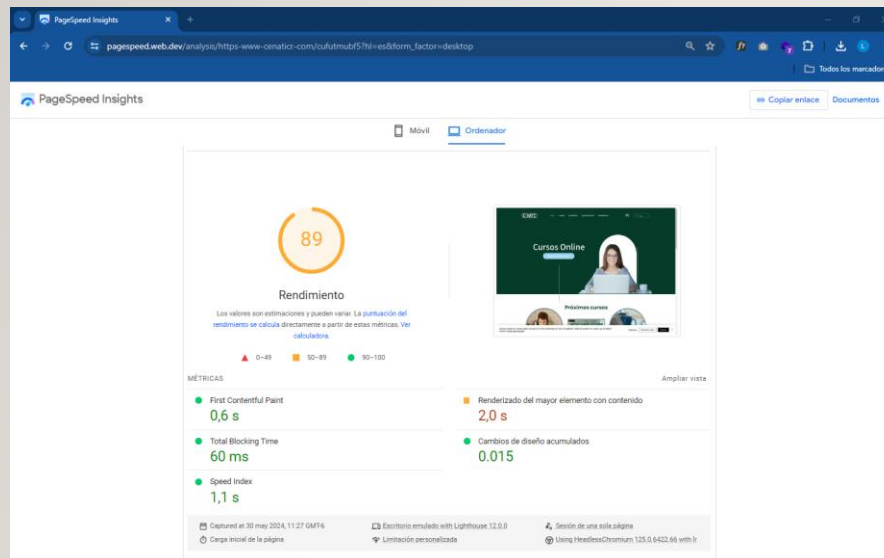 PageSpeed Insights
pagespeed.web.dev/analysis/https-www-cenaticr-com/cufutmubf5?hl=es&form_factor=desktop
Todos los marcadore
PageSpeed Insights
Copiar enlace
Documentos
Móvil
Ordenador
89
Rendimiento
Los valores son estimaciones y pueden variar. La puntuación del
rendimiento se calcula directamente a partir de estas métricas. Ver
calculadora.
0–49
50–89
90–100
Cursos Online
Próximos cursos
MÉTRICAS
Ampliar vista
First Contentful Paint
0,6 s
Renderizado del mayor elemento con contenido
2,0 s
Total Blocking Time
60 ms
Cambios de diseño acumulados
0.015
Speed Index
1,1 s
Captured at 30 may 2024, 11:27 GMT-6
Escritorio emulado with Lighthouse 12.0.0
Sesión de una sola página
Carga inicial de la página
Limitación personalizada
Using HeadlessChromium 125.0.6422.66 with lr